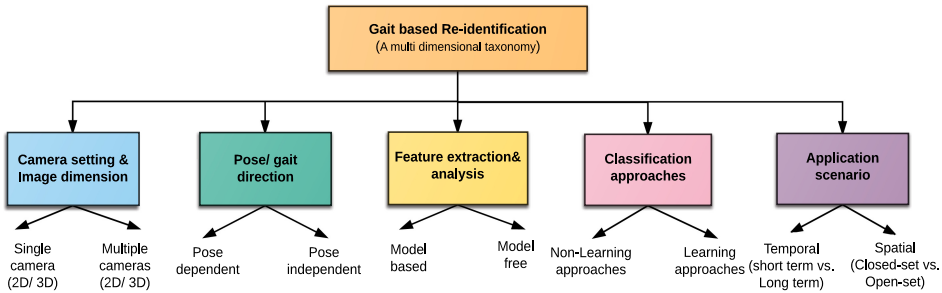 Gait based Re-identification
(A multi dimensional taxonomy)
Camera setting &
Image dimension
Pose/ gait
direction
Feature extraction&
analysis
Classification
approaches
Application
scenario
Single
camera
(2D/ 3D)
Multiple
cameras
(2D/ 3D)
Pose
dependent
Pose
independent
Model
based
Model
free
Non-Learning
approaches
Learning
approaches
Temporal
(short term vs.
Long term)
Spatial
(Closed-set vs.
Open-set)